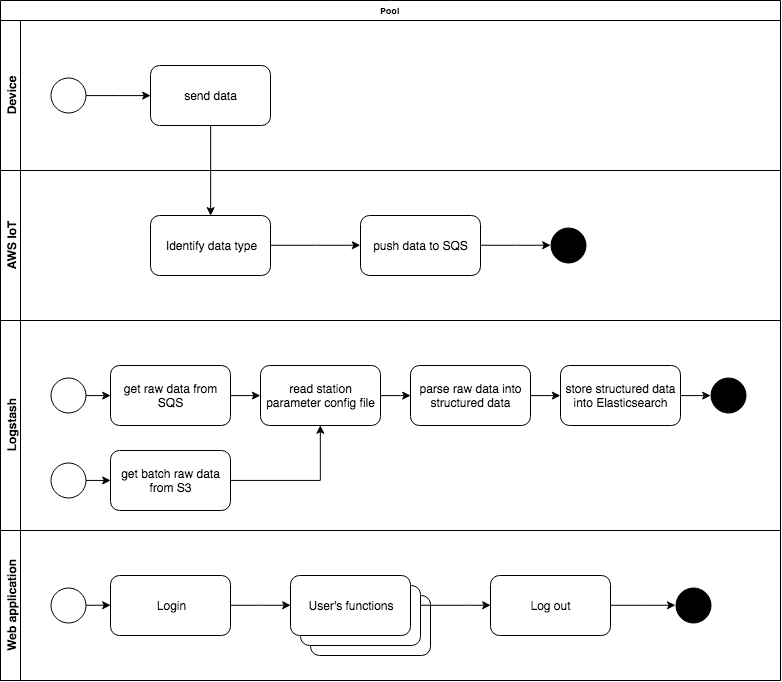 Pool
Device
send data
AWS IoT
Identify data type
push data to SQS
Logstash
get raw data from
SQS
read station
parameter config file
parse raw data into
structured data
store structured data
into Elasticsearch
get batch raw data
from S3
Web application
Login
User's functions
Log out